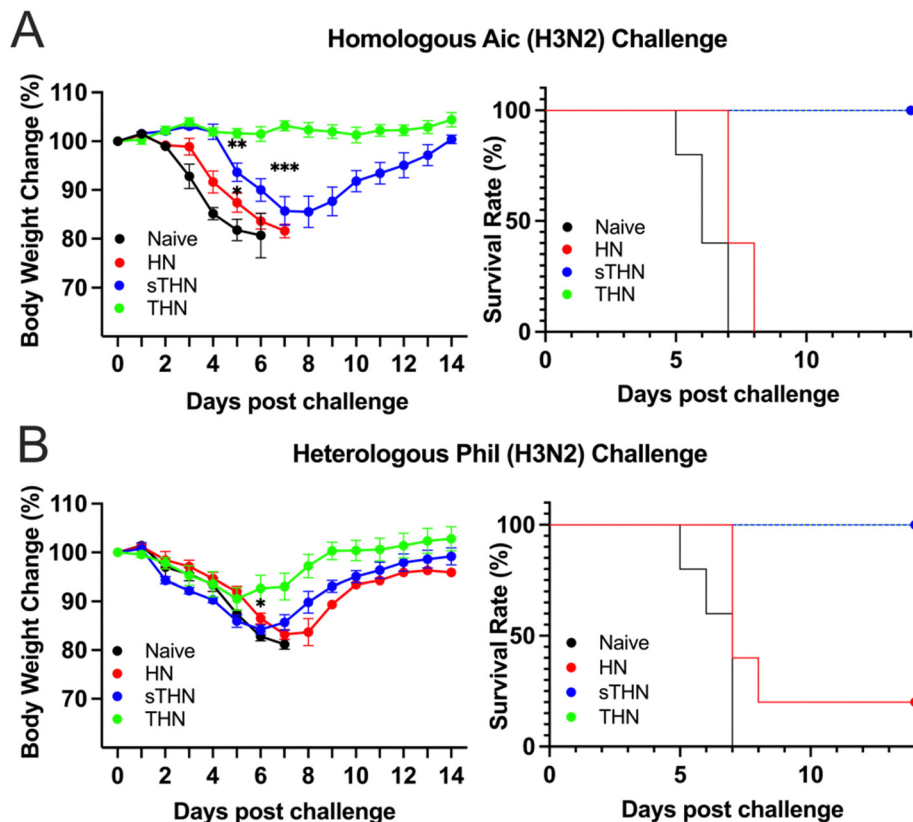 A
Homologous Aic (H3N2) Challenge
Body Weight Change (%)
110
100
90
80
70
**
***
*
Naive
HN
sTHN
THN
0 2 4 6 8 10 12 14
Days post challenge
Survival Rate (%)
100
50
0
Naive
HN
sTHN
THN
0 5 10
Days post challenge
B
Heterologous Phil (H3N2) Challenge
Body Weight Change (%)
110
100
90
80
70
*
Naive
HN
sTHN
THN
0 2 4 6 8 10 12 14
Days post challenge
Survival Rate (%)
100
50
0
Naive
HN
sTHN
THN
0 5 10
Days post challenge